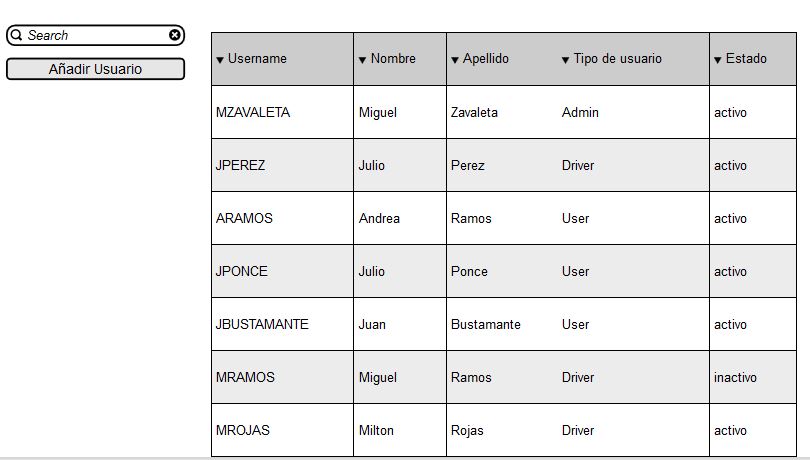 Search
Añadir Usuario
Username Nombre Apellido Tipo de usuario Estado
MZAVALETA Miguel Zavaleta Admin activo
JPEREZ Julio Perez Driver activo
ARAMOS Andrea Ramos User activo
JPONCE Julio Ponce User activo
JBUSTAMANTE Juan Bustamante User activo
MRAMOS Miguel Ramos Driver inactivo
MROJAS Milton Rojas Driver activo